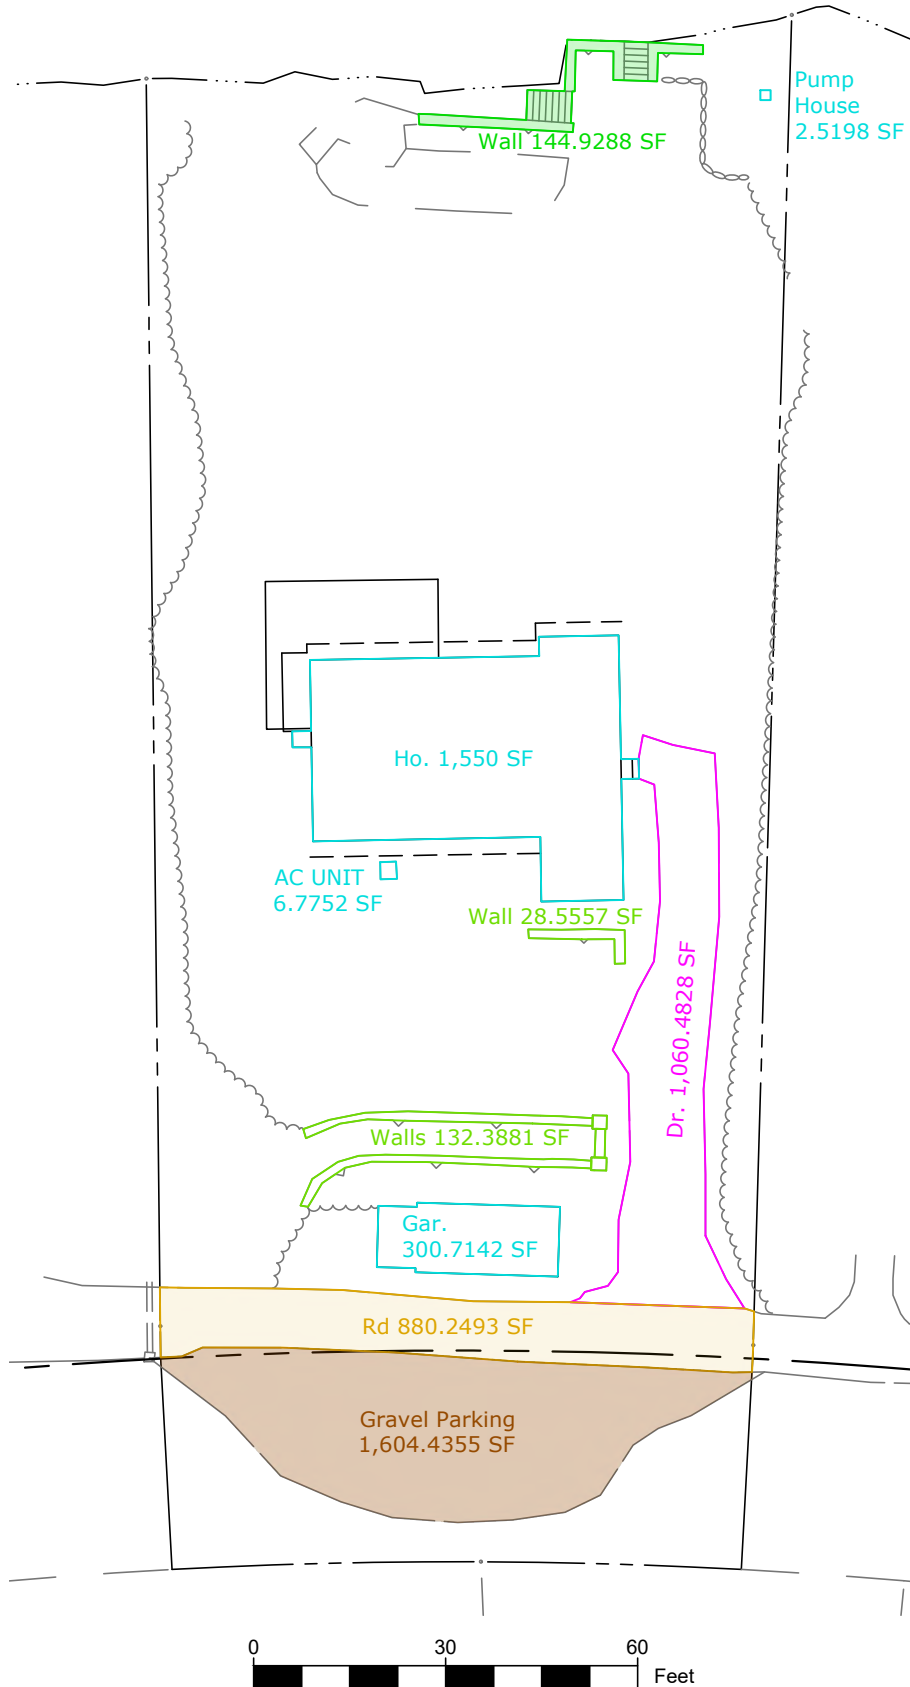 Pump
House
2.5198 SF
Wall 144.9288 SF
Ho. 1,550 SF
AC UNIT
6.7752 SF
Wall 28.5557 SF
Dr. 1,060.4828 SF
Walls 132.3881 SF
Gar.
300.7142 SF
Rd 880.2493 SF
Gravel Parking
1,604.4355 SF
0 30 60
Feet